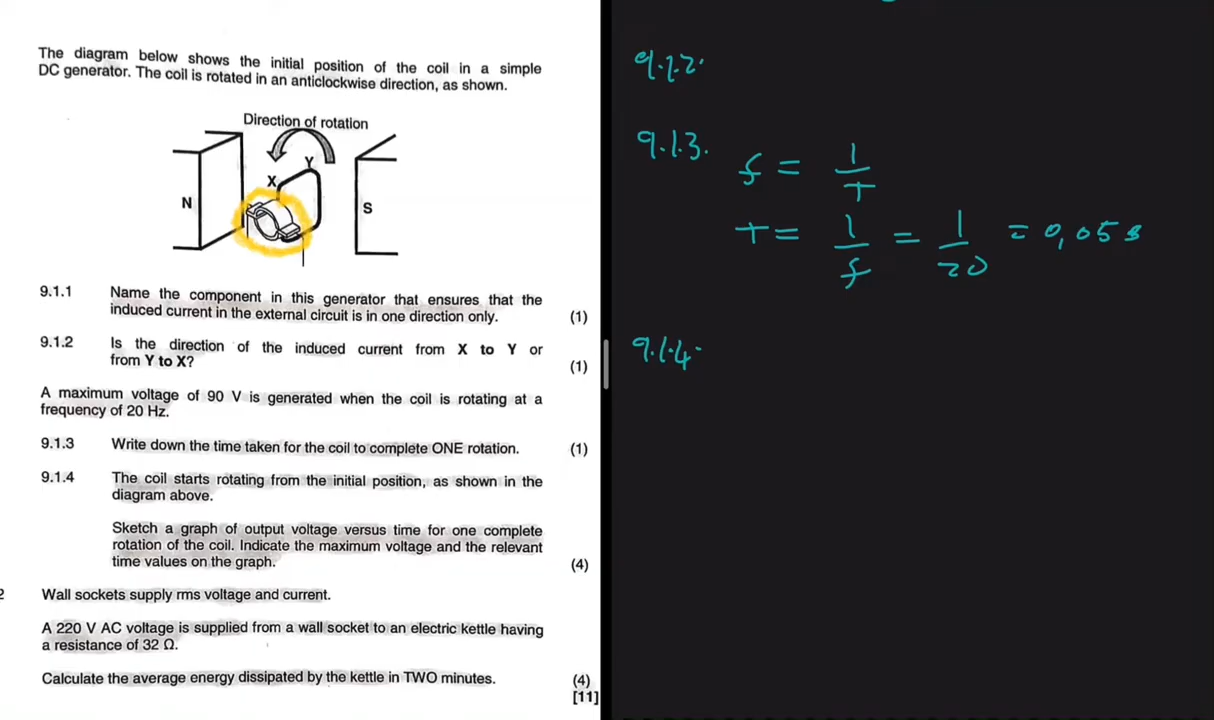 The diagram below shows the initial position of the coil in a simple
DC generator. The coil is rotated in an anticlockwise direction, as shown.
Direction of rotation
Y
X
N
S
9.1.1 Name the component in this generator that ensures that the
induced current in the external circuit is in one direction only. (1)
9.1.2 Is the direction of the induced current from X to Y or
from Y to X? (1)
A maximum voltage of 90 V is generated when the coil is rotating at a
frequency of 20 Hz.
9.1.3 Write down the time taken for the coil to complete ONE rotation. (1)
9.1.4 The coil starts rotating from the initial position, as shown in the
diagram above.
Sketch a graph of output voltage versus time for one complete
rotation of the coil. Indicate the maximum voltage and the relevant
time values on the graph. (4)
2 Wall sockets supply rms voltage and current.
A 220 V AC voltage is supplied from a wall socket to an electric kettle having
a resistance of 32 Ω.
Calculate the average energy dissipated by the kettle in TWO minutes. (4)
[11]
9.1.2.
9.1.3. f = 1/T
T = 1/f = 1/20 = 0,05 s
9.1.4.